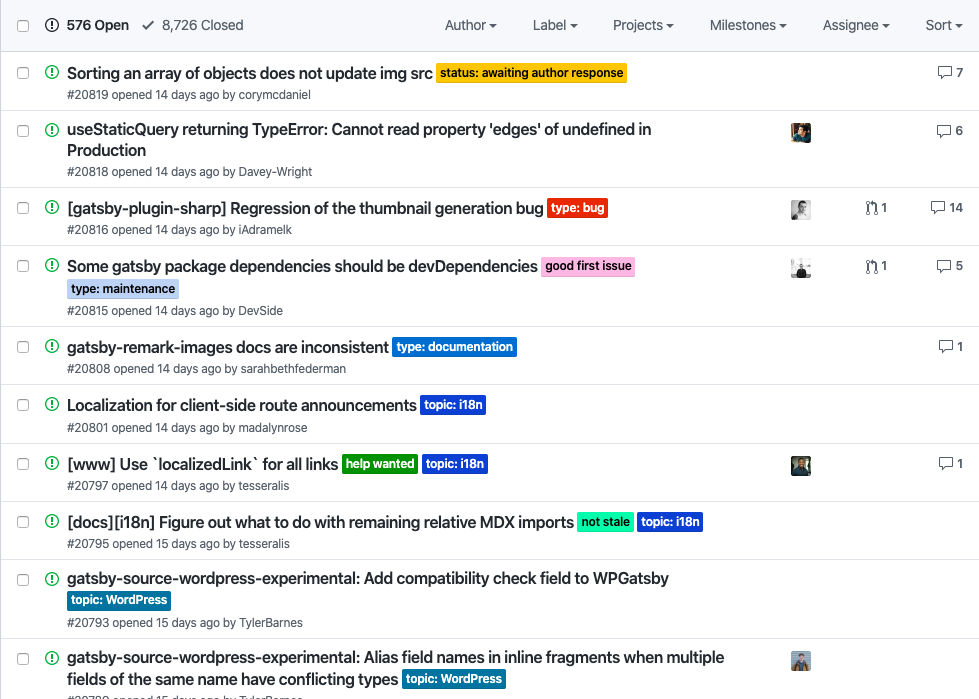 576 Open 8,726 Closed Author Label Projects Milestones Assignee Sort
Sorting an array of objects does not update img src status: awaiting author response 7
#20819 opened 14 days ago by corymcdaniel
useStaticQuery returning TypeError: Cannot read property 'edges' of undefined in 6
Production
#20818 opened 14 days ago by Davey-Wright
[gatsby-plugin-sharp] Regression of the thumbnail generation bug type: bug 1 14
#20816 opened 14 days ago by iAdramelk
Some gatsby package dependencies should be devDependencies good first issue 1 5
type: maintenance
#20815 opened 14 days ago by DevSide
gatsby-remark-images docs are inconsistent type: documentation 1
#20808 opened 14 days ago by sarahbethfederman
Localization for client-side route announcements topic: i18n
#20801 opened 14 days ago by madalynrose
[www] Use `localizedLink` for all links help wanted topic: i18n 1
#20797 opened 14 days ago by tesseralis
[docs][i18n] Figure out what to do with remaining relative MDX imports not stale topic: i18n
#20795 opened 15 days ago by tesseralis
gatsby-source-wordpress-experimental: Add compatibility check field to WPGatsby
topic: WordPress
#20793 opened 15 days ago by TylerBarnes
gatsby-source-wordpress-experimental: Alias field names in inline fragments when multiple
fields of the same name have conflicting types topic: WordPress